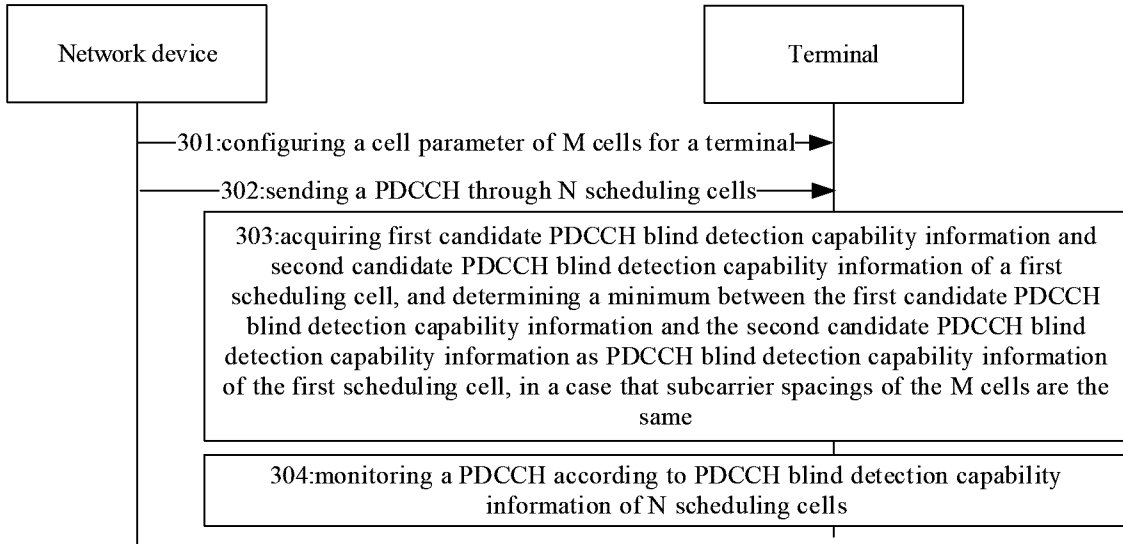 Network device
Terminal
301:configuring a cell parameter of M cells for a terminal
302:sending a PDCCH through N scheduling cells
303:acquiring first candidate PDCCH blind detection capability information and
second candidate PDCCH blind detection capability information of a first
scheduling cell, and determining a minimum between the first candidate PDCCH
blind detection capability information and the second candidate PDCCH blind
detection capability information as PDCCH blind detection capability information
of the first scheduling cell, in a case that subcarrier spacings of the M cells are the
same
304:monitoring a PDCCH according to PDCCH blind detection capability
information of N scheduling cells